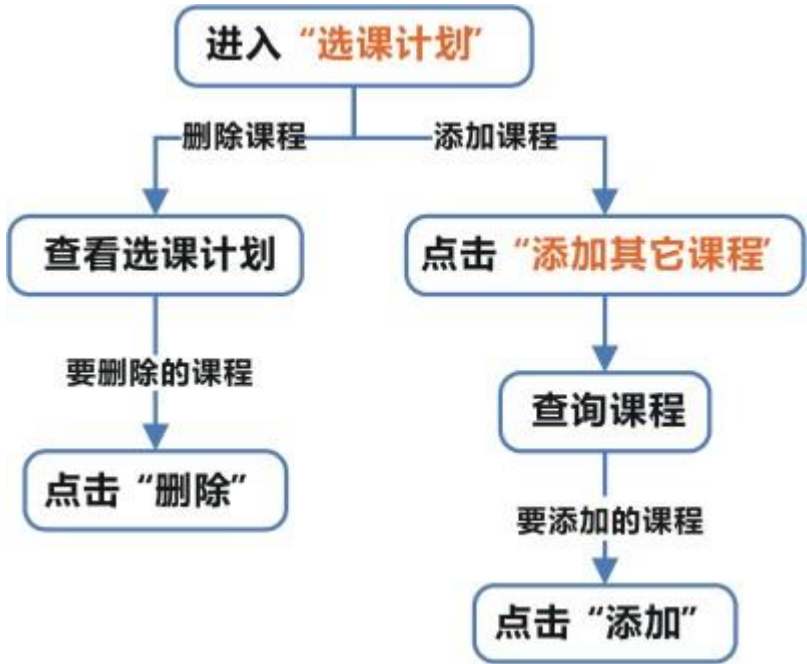 进入“选课计划”
删除课程
添加课程
查看选课计划
点击“添加其它课程”
要删除的课程
查询课程
点击“删除”
要添加的课程
点击“添加”